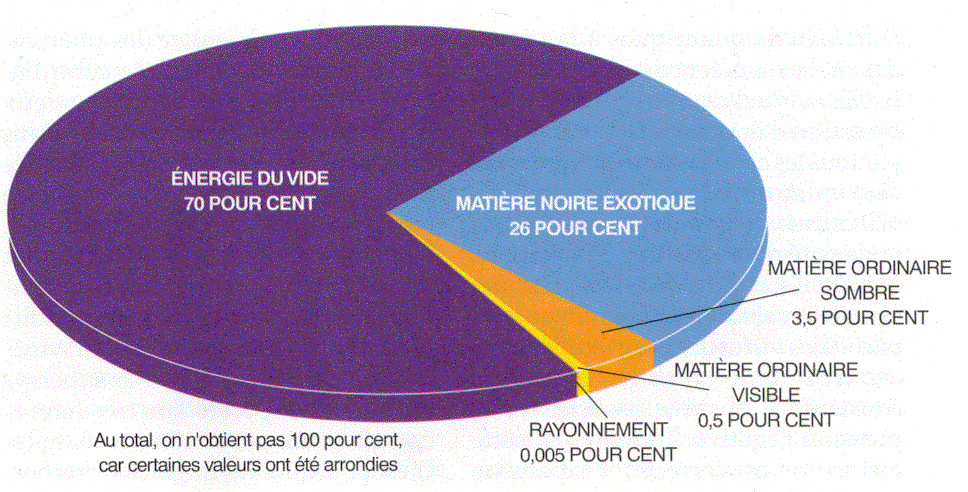 ÉNERGIE DU VIDE
70 POUR CENT
MATIÈRE NOIRE EXOTIQUE
26 POUR CENT
MATIÈRE ORDINAIRE
SOMBRE
3,5 POUR CENT
MATIÈRE ORDINAIRE
VISIBLE
0,5 POUR CENT
RAYONNEMENT
0,005 POUR CENT
Au total, on n'obtient pas 100 pour cent,
car certaines valeurs ont été arrondies